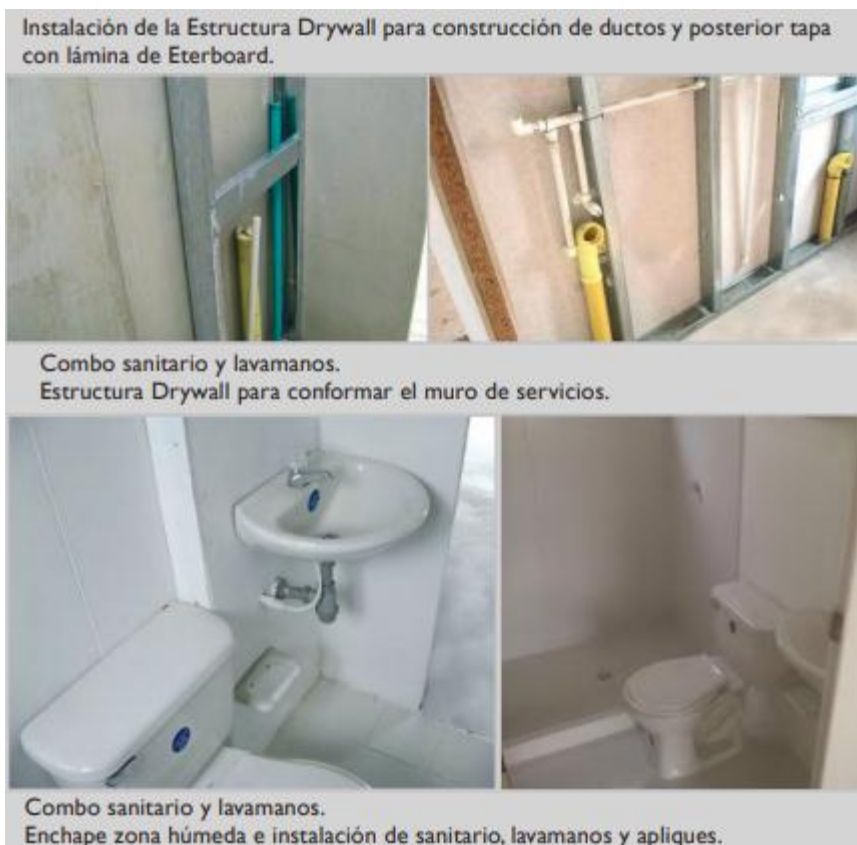 Instalación de la Estructura Drywall para construcción de ductos y posterior tapa
con lámina de Eterboard.
Combo sanitario y lavamanos.
Estructura Drywall para conformar el muro de servicios.
Combo sanitario y lavamanos.
Enchape zona húmeda e instalación de sanitario, lavamanos y apliques.